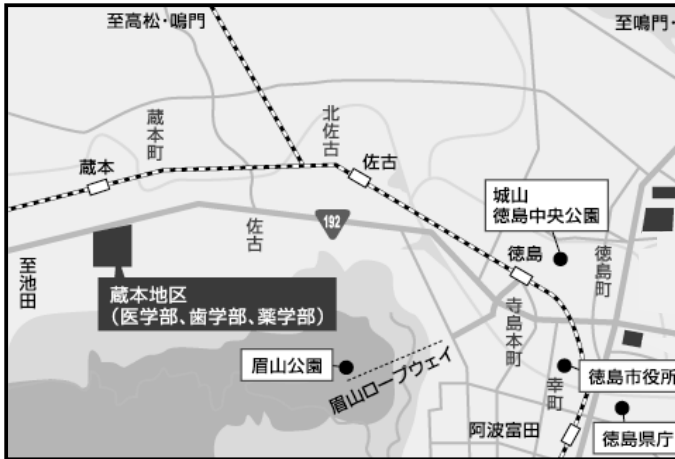 至高松・鳴門
至鳴門・
蔵本町
北佐古
蔵本
佐古
城山
徳島中央公園
192
佐古
徳島
徳島町
至池田
蔵本地区
(医学部、歯学部、薬学部)
寺島本町
眉山公園
眉山ロープウェイ
幸町
徳島市役所
阿波富田
徳島県庁